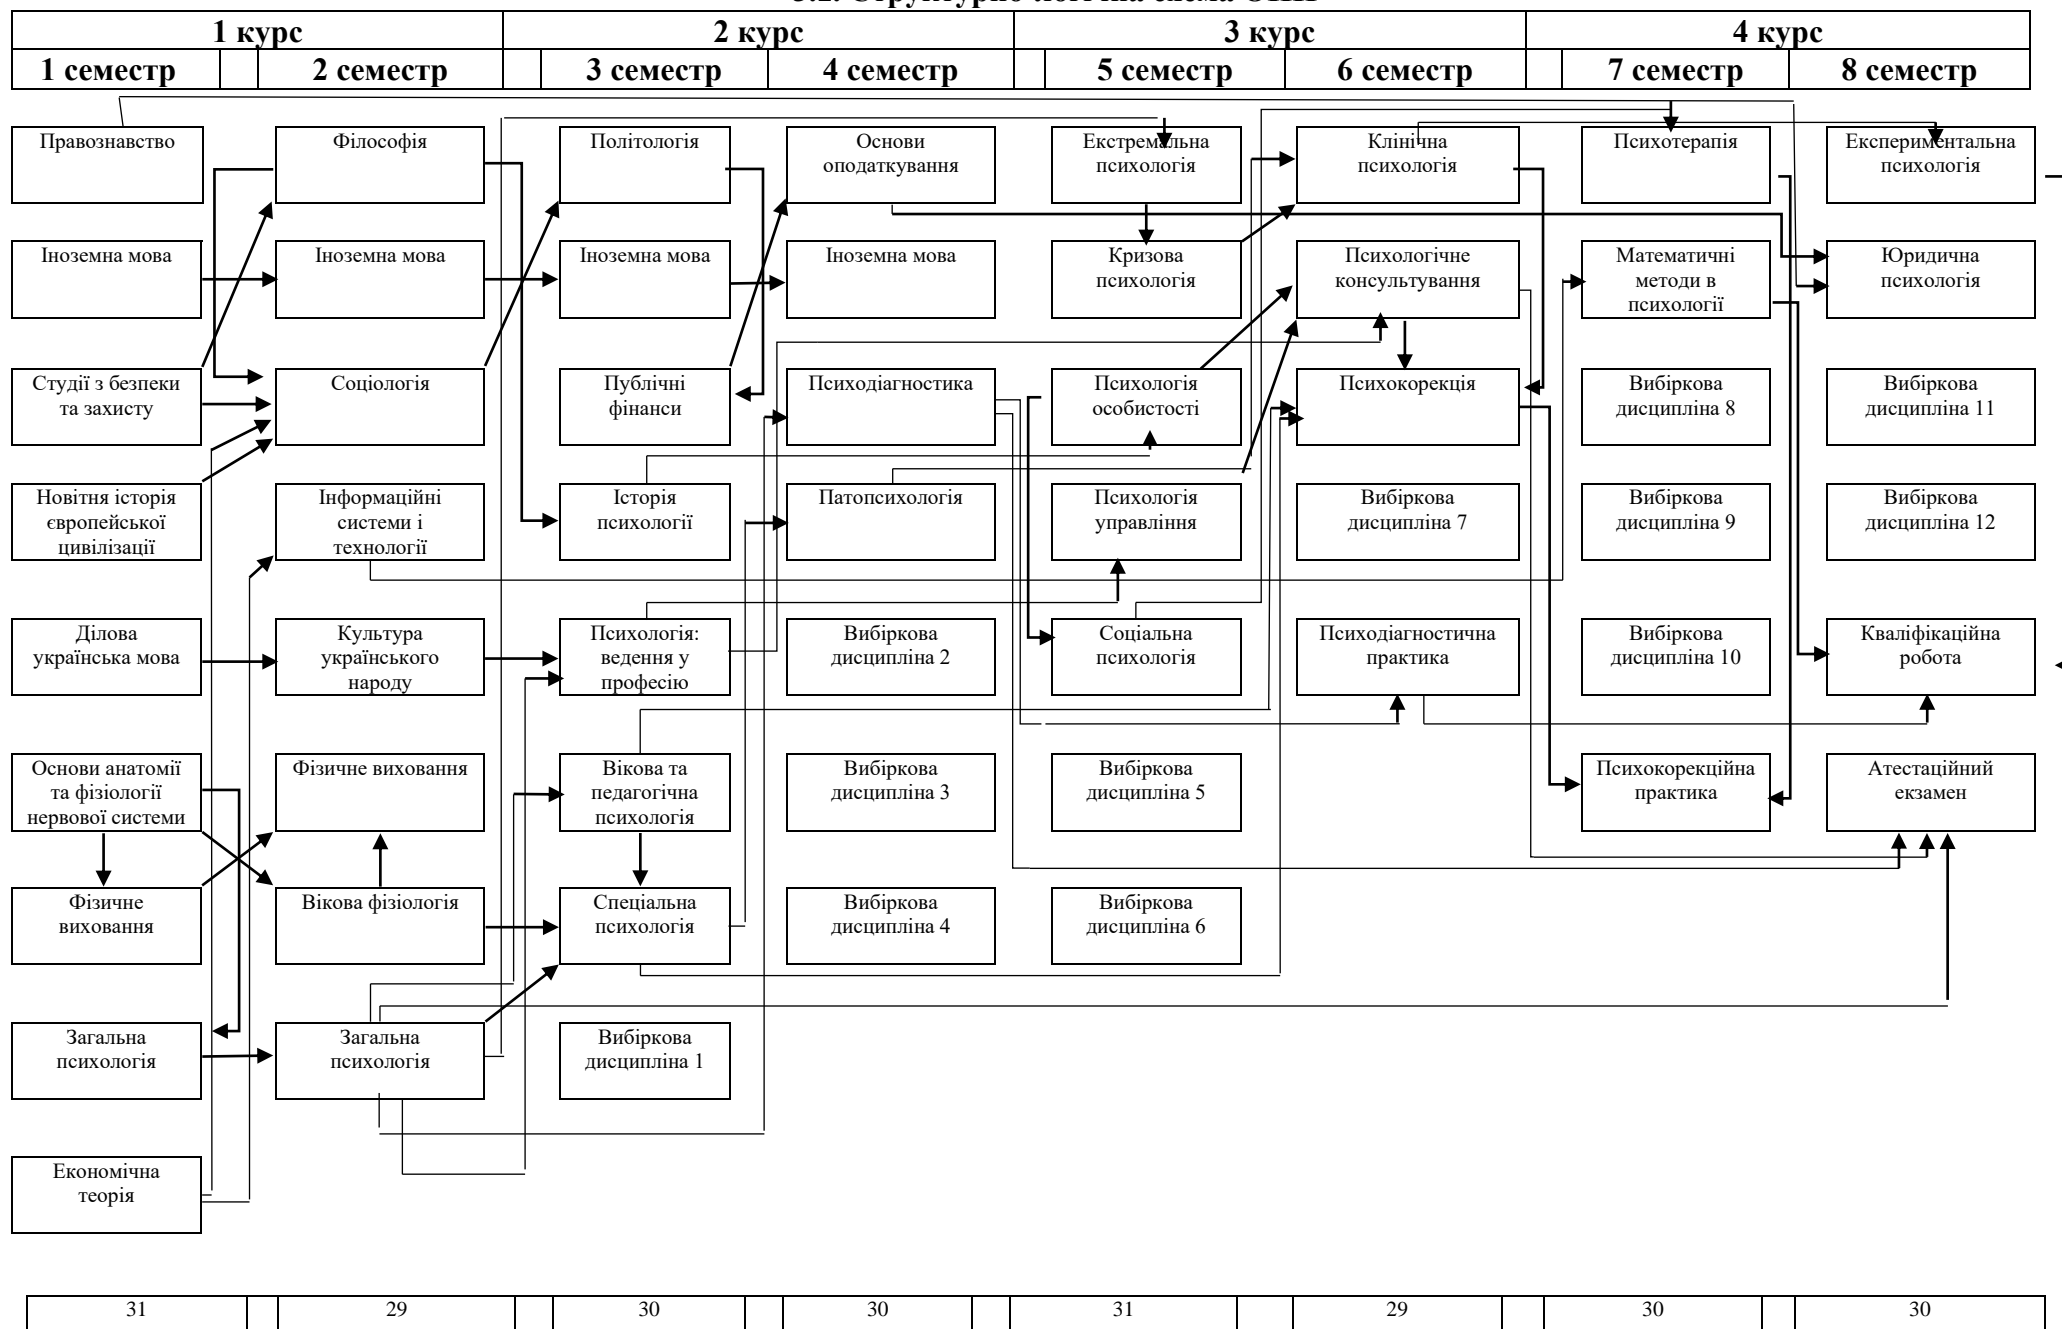 3.2. Структурно-логічна схема ОПП
1 курс
2 курс
3 курс
4 курс
1 семестр
2 семестр
3 семестр
4 семестр
5 семестр
6 семестр
7 семестр
8 семестр
Правознавство
Філософія
Політологія
Основи
оподаткування
Екстремальна
психологія
Клінічна
психологія
Психотерапія
Експериментальна
психологія
Іноземна мова
Іноземна мова
Іноземна мова
Іноземна мова
Кризова
психологія
Психологічне
консультування
Математичні
методи в
психології
Юридична
психологія
Студії з безпеки
та захисту
Соціологія
Публічні
фінанси
Психодіагностика
Психологія
особистості
Психокорекція
Вибіркова
дисципліна 8
Вибіркова
дисципліна 11
Новітня історія
європейської
цивілізації
Інформаційні
системи і
технології
Історія
психології
Патопсихологія
Психологія
управління
Вибіркова
дисципліна 7
Вибіркова
дисципліна 9
Вибіркова
дисципліна 12
Ділова
українська мова
Культура
українського
народу
Психологія:
ведення у
професію
Вибіркова
дисципліна 2
Соціальна
психологія
Психодіагностична
практика
Вибіркова
дисципліна 10
Кваліфікаційна
робота
Основи анатомії
та фізіології
нервової системи
Фізичне виховання
Вікова та
педагогічна
психологія
Вибіркова
дисципліна 3
Вибіркова
дисципліна 5
Психокорекційна
практика
Атестаційний
екзамен
Фізичне
виховання
Вікова фізіологія
Спеціальна
психологія
Вибіркова
дисципліна 4
Вибіркова
дисципліна 6
Загальна
психологія
Загальна
психологія
Вибіркова
дисципліна 1
Економічна
теорія
31
29
30
30
31
29
30
30